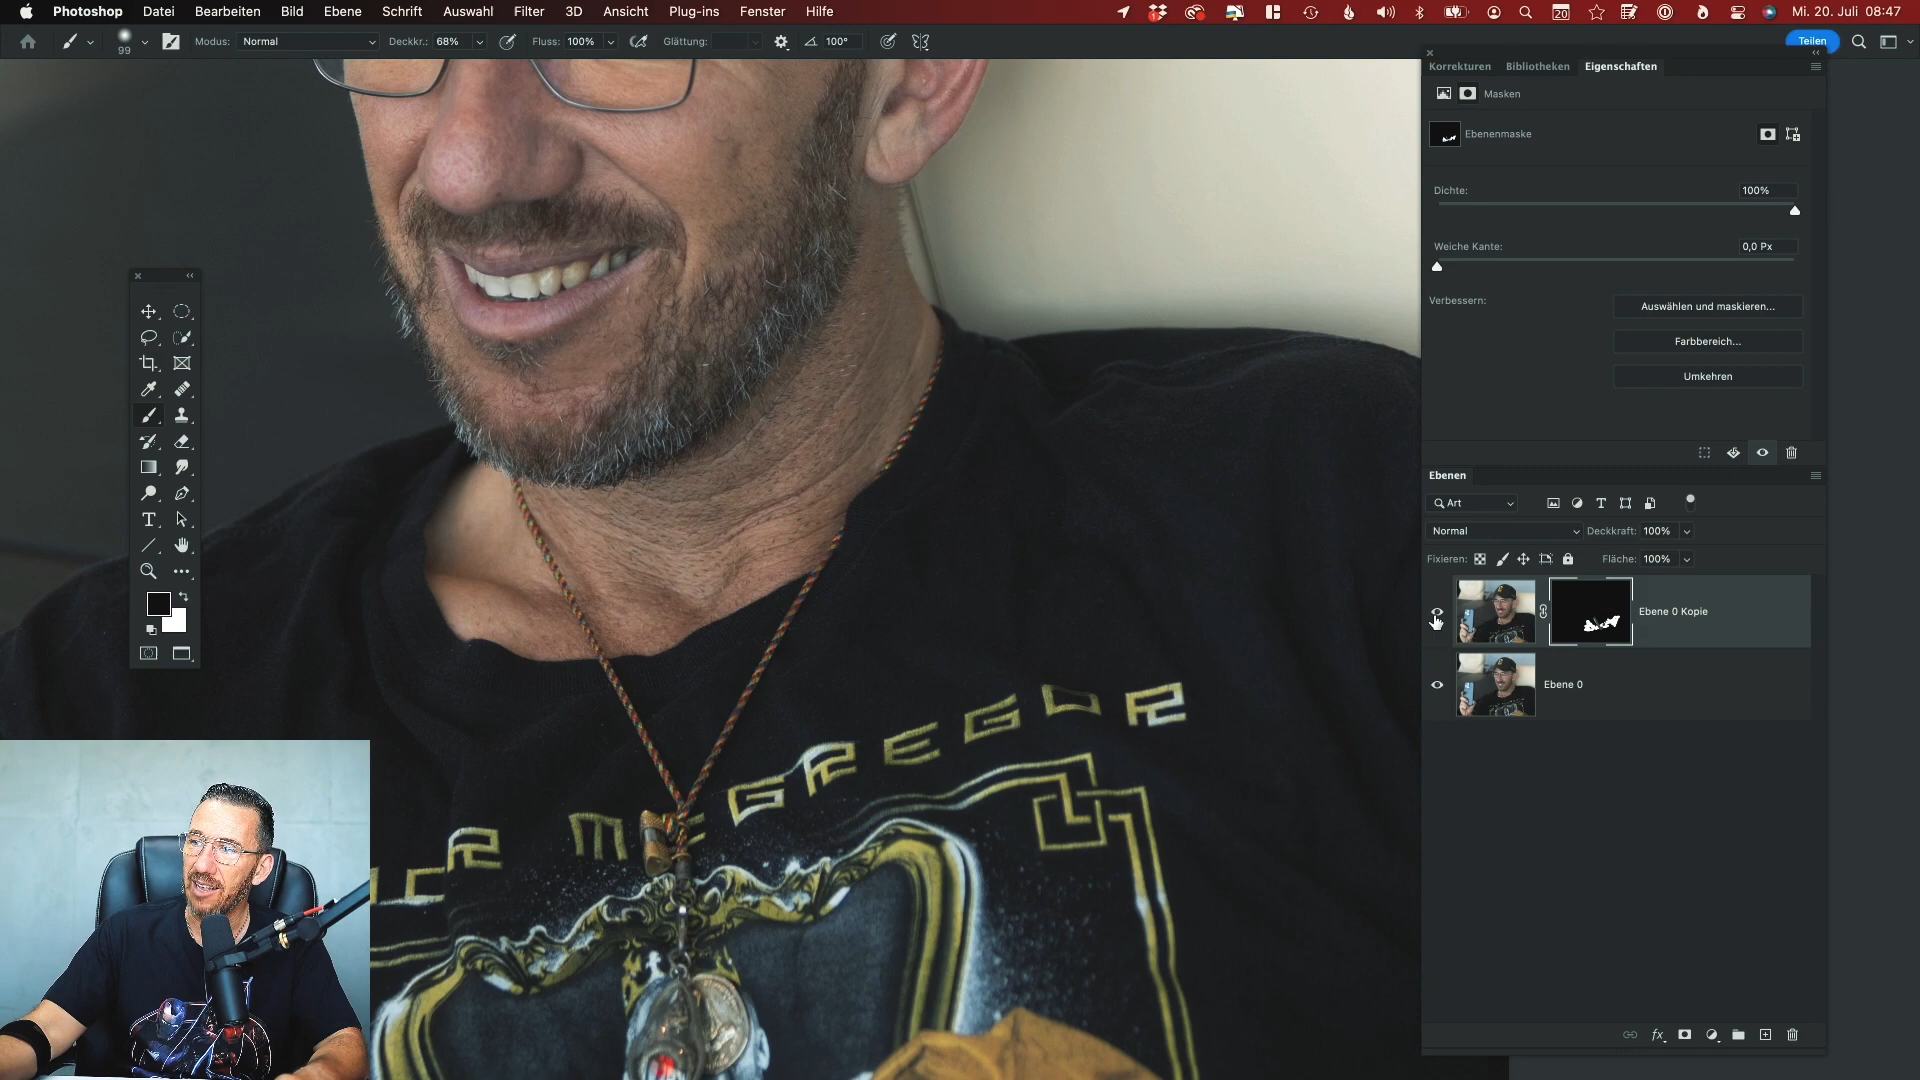 Photoshop Datei Bearbeiten Bild Ebene Schrift Auswahl Filter 3D Ansicht Plug-ins Fenster Hilfe
20
Mi. 20. Juli 08:47
99
Modus: Normal
Deckkr.: 68%
Fluss: 100%
Glättung:
100°
Teilen
Korrekturen Bibliotheken Eigenschaften
Masken
Ebenenmaske
Dichte: 100%
Weiche Kante: 0,0 Px
Verbessern:
Auswählen und maskieren...
Farbbereich...
Umkehren
Ebenen
Art
Normal
Deckkraft: 100%
Fixieren:
Fläche: 100%
Ebene 0 Kopie
Ebene 0
fx